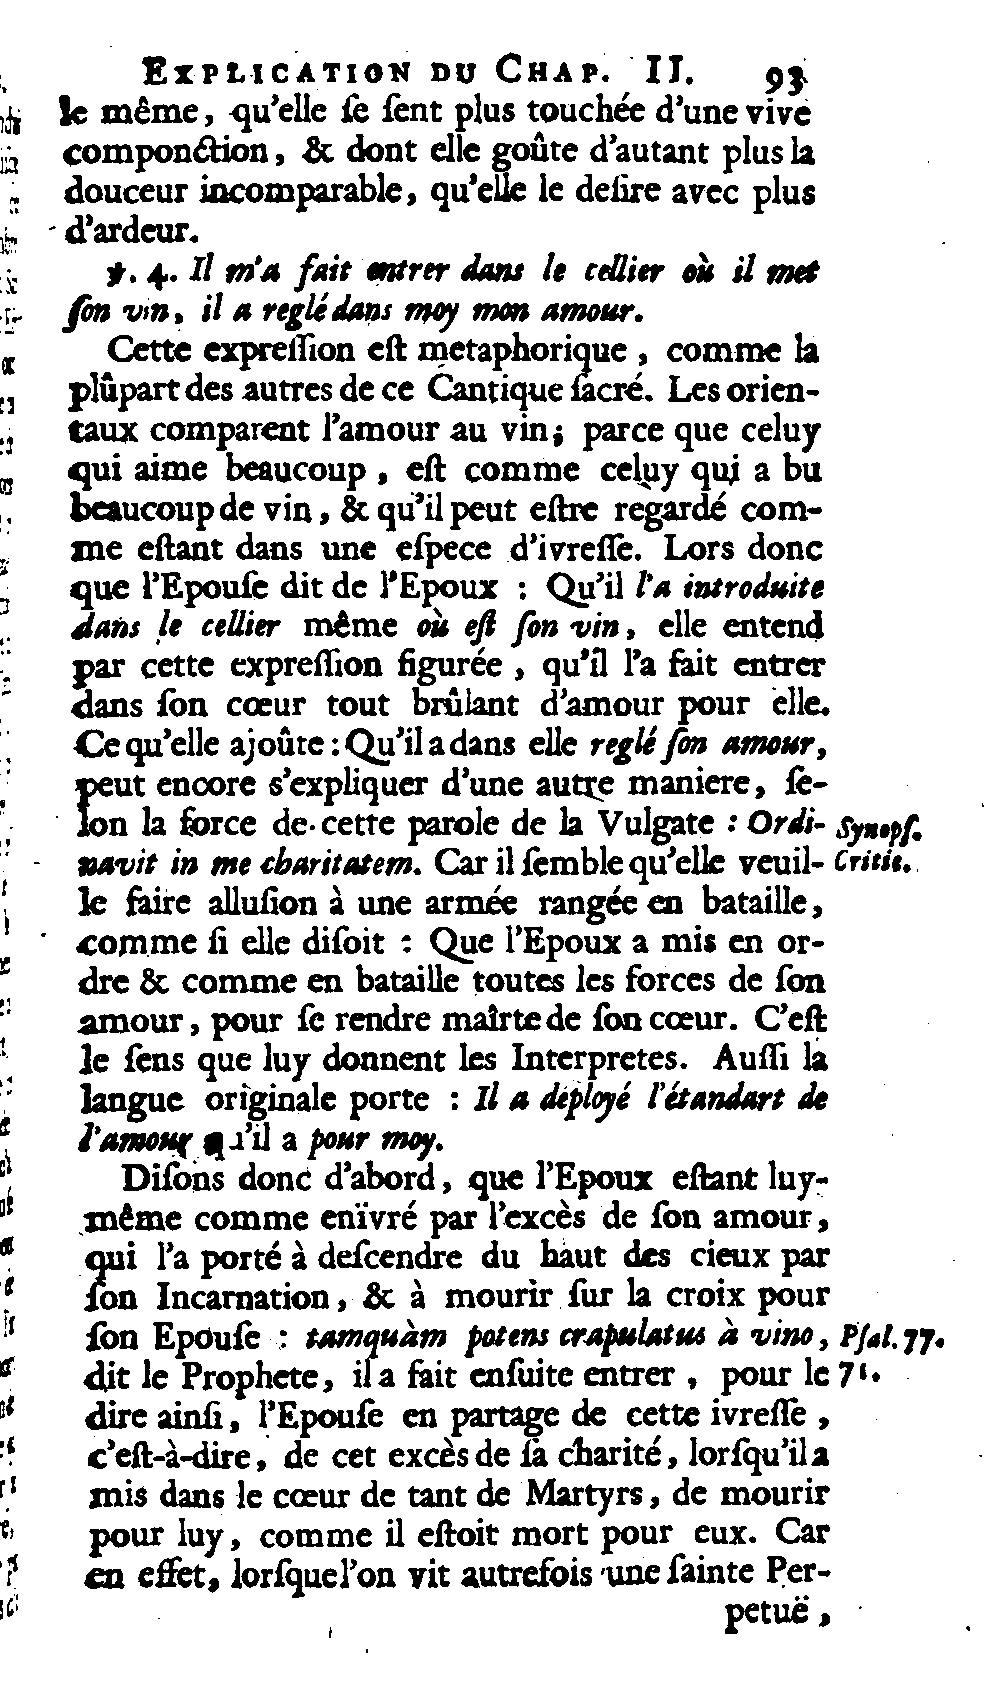 EXPLICATION DU CHAP. II. 93
le même, qu'elle ſe ſent plus touchée d'une vive
componction, & dont elle goûte d'autant plus la
douceur incomparable, qu'elle le deſire avec plus
d'ardeur.
℣. 4. Il m'a fait entrer dans le cellier où il met
ſon vin, il a reglé dans moy mon amour.
Cette expreſſion eſt metaphorique, comme la
plûpart des autres de ce Cantique ſacré. Les orien-
taux comparent l'amour au vin; parce que celuy
qui aime beaucoup, eſt comme celuy qui a bu
beaucoup de vin, & qu'il peut eſtre regardé com-
me eſtant dans une eſpece d'ivreſſe. Lors donc
que l'Epouſe dit de l'Epoux : Qu'il l'a introduite
dans le cellier même où eſt ſon vin, elle entend
par cette expreſſion figurée, qu'il l'a fait entrer
dans ſon cœur tout brûlant d'amour pour elle.
Ce qu'elle ajoûte : Qu'il a dans elle reglé ſon amour,
peut encore s'expliquer d'une autre maniere, ſe-
lon la force de cette parole de la Vulgate : Ordi- Synopſ.
navit in me charitatem. Car il ſemble qu'elle veuil- Critic.
le faire alluſion à une armée rangée en bataille,
comme ſi elle diſoit : Que l'Epoux a mis en or-
dre & comme en bataille toutes les forces de ſon
amour, pour ſe rendre maîrte de ſon cœur. C'eſt
le ſens que luy donnent les Interpretes. Auſſi la
langue originale porte : Il a déployé l'étandart de
l'amour qu'il a pour moy.
Diſons donc d'abord, que l'Epoux eſtant luy-
même comme enïvré par l'excès de ſon amour,
qui l'a porté à deſcendre du haut des cieux par
ſon Incarnation, & à mourir ſur la croix pour
ſon Epouſe : tamquàm potens crapulatus à vino, Pſal. 77.
dit le Prophete, il a fait enſuite entrer, pour le 71.
dire ainſi, l'Epouſe en partage de cette ivreſſe,
c'eſt-à-dire, de cet excès de ſa charité, lorſqu'il a
mis dans le cœur de tant de Martyrs, de mourir
pour luy, comme il eſtoit mort pour eux. Car
en effet, lorſque l'on vit autrefois une ſainte Per-
petuë,